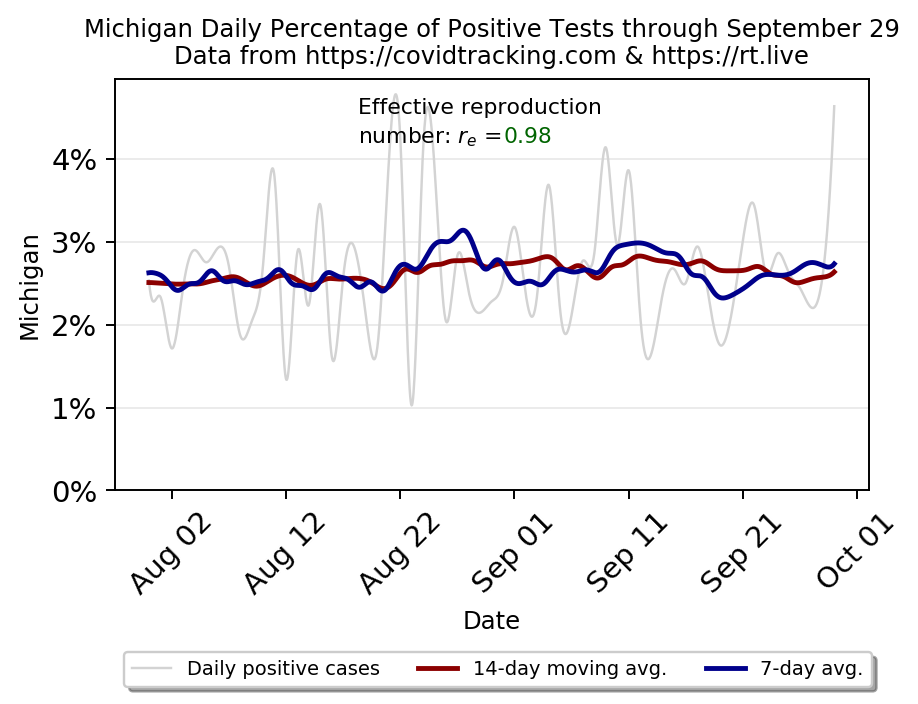 Michigan Daily Percentage of Positive Tests through September 29
Data from https://covidtracking.com & https://rt.live
Effective reproduction
number: rₑ =0.98
4%
3%
2%
1%
0%
Michigan
Aug 02
Aug 12
Aug 22
Sep 01
Sep 11
Sep 21
Oct 01
Date
Daily positive cases
14-day moving avg.
7-day avg.